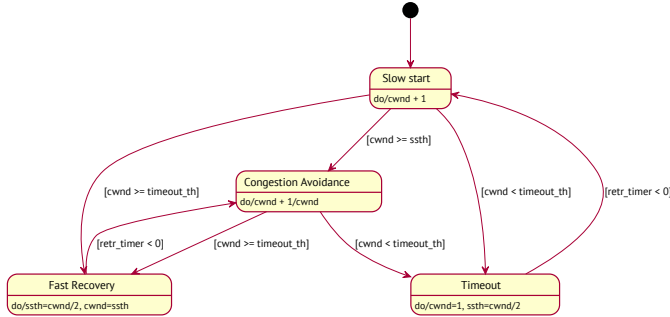 Slow start
do/cwnd + 1
[cwnd >= ssth]
Congestion Avoidance
do/cwnd + 1/cwnd
[cwnd >= timeout_th]
[cwnd < timeout_th]
[retr_timer < 0]
[retr_timer < 0]
[cwnd >= timeout_th]
[cwnd < timeout_th]
Fast Recovery
do/ssth=cwnd/2, cwnd=ssth
Timeout
do/cwnd=1, ssth=cwnd/2